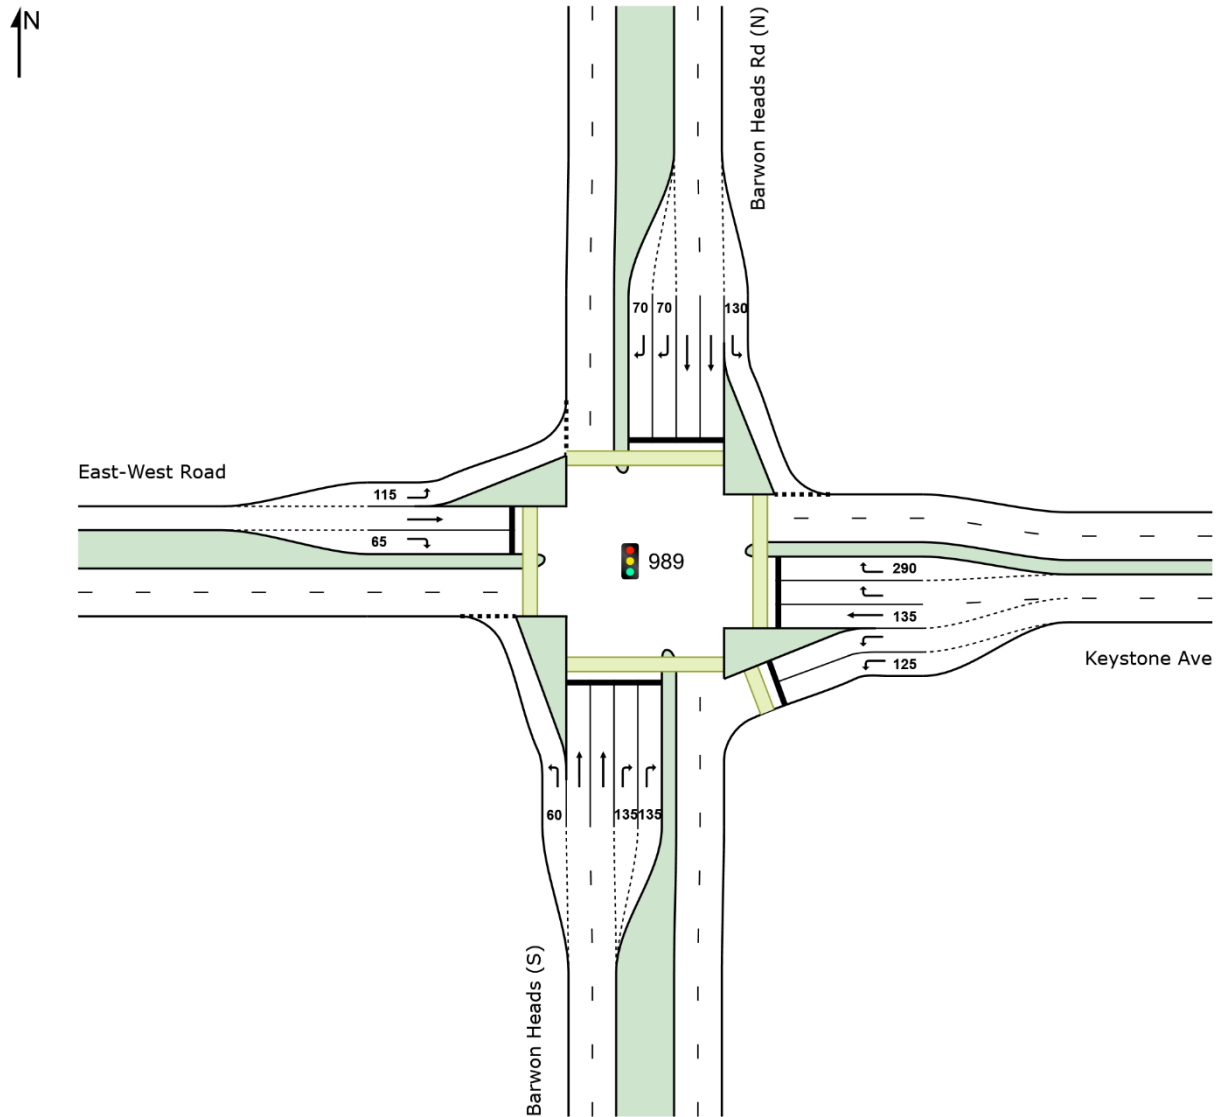 N
Barwon Heads Rd (N)
70 70 130
East-West Road
115
65
989
290
135
125
Keystone Ave
60 135 135
Barwon Heads (S)